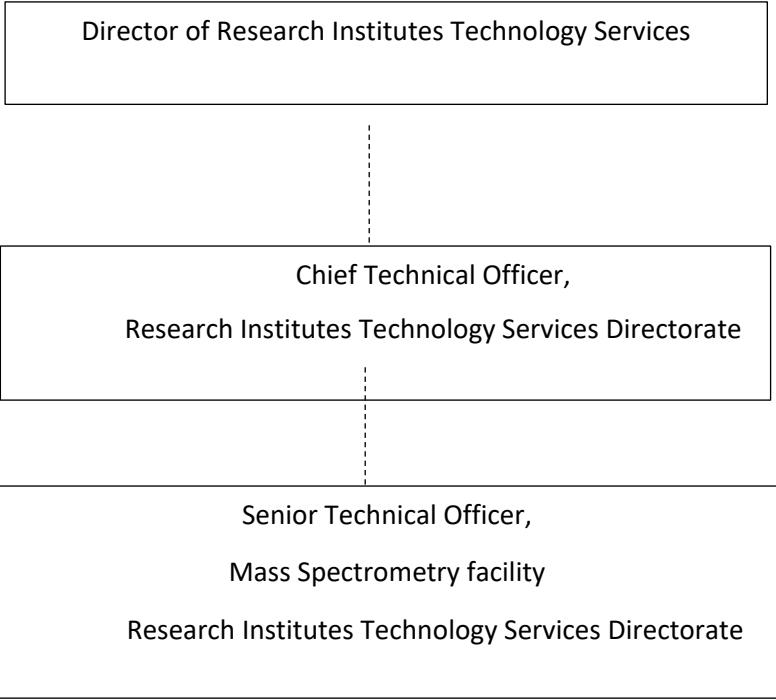 Director of Research Institutes Technology Services
Chief Technical Officer,
Research Institutes Technology Services Directorate
Senior Technical Officer,
Mass Spectrometry facility
Research Institutes Technology Services Directorate